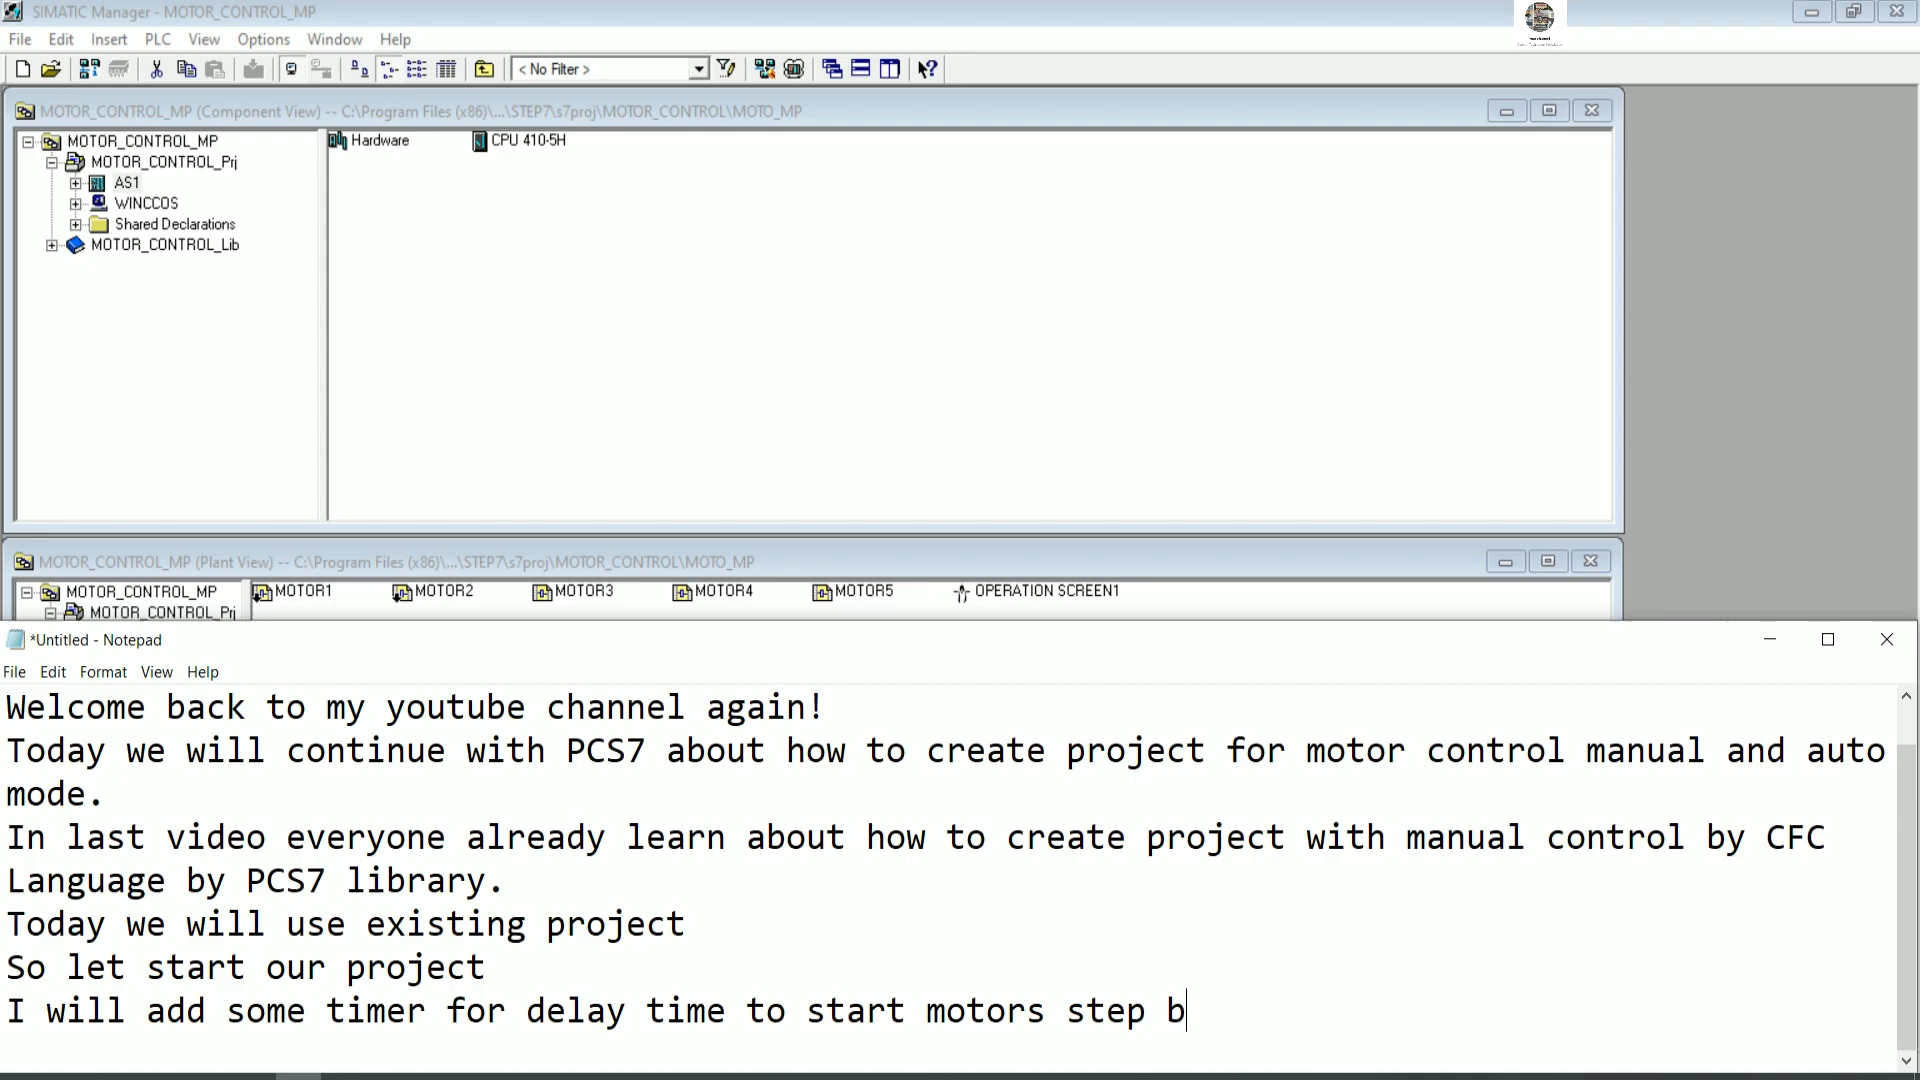 SIMATIC Manager - MOTOR_CONTROL_MP
File Edit Insert PLC View Options Window Help
< No Filter >
MOTOR_CONTROL_MP (Component View) -- C:\Program Files (x86)\...\STEP7\s7proj\MOTOR_CONTROL\MOTO_MP
MOTOR_CONTROL_MP
MOTOR_CONTROL_Prj
AS1
WINCCOS
Shared Declarations
MOTOR_CONTROL_Lib
Hardware CPU 410-5H
MOTOR_CONTROL_MP (Plant View) -- C:\Program Files (x86)\...\STEP7\s7proj\MOTOR_CONTROL\MOTO_MP
MOTOR_CONTROL_MP
MOTOR_CONTROL_Prj
MOTOR1 MOTOR2 MOTOR3 MOTOR4 MOTOR5 OPERATION SCREEN1
*Untitled - Notepad
File Edit Format View Help
Welcome back to my youtube channel again!
Today we will continue with PCS7 about how to create project for motor control manual and auto
mode.
In last video everyone already learn about how to create project with manual control by CFC
Language by PCS7 library.
Today we will use existing project
So let start our project
I will add some timer for delay time to start motors step b